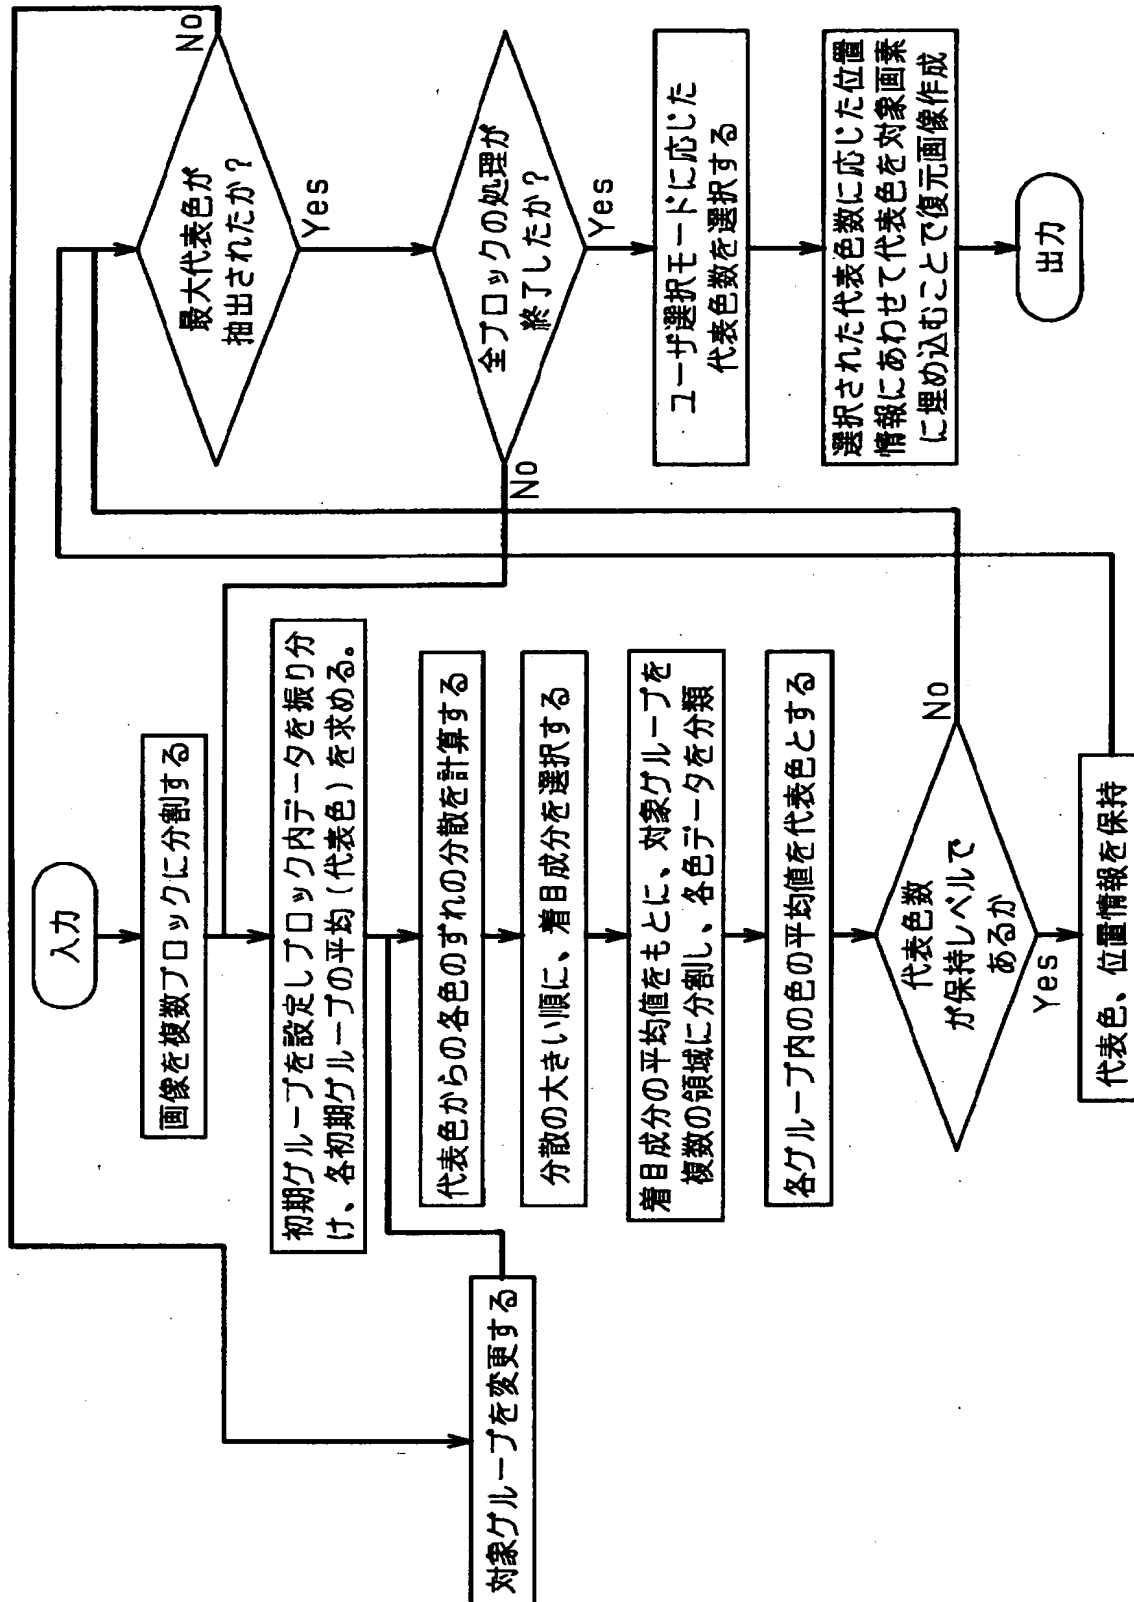 入力
画像を複数ブロックに分割する
初期グループを設定しブロック内データを振り分
け、各初期グループの平均(代表色)を求める。
代表色からの各色のずれの分散を計算する
分散の大きい順に、着目成分を選択する
着目成分の平均値をもとに、対象グループを
複数の領域に分割し、各色データを分類
各グループ内の色の平均値を代表色とする
代表色数
が保持レベルで
あるか
No
Yes
代表色、位置情報を保持
対象グループを変更する
最大代表色が
抽出されたか?
No
Yes
全ブロックの処理が
終了したか?
No
Yes
ユーザ選択モードに応じた
代表色数を選択する
選択された代表色数に応じた位置
情報にあわせて代表色を対象画素
に埋め込むことで復元画像作成
出力